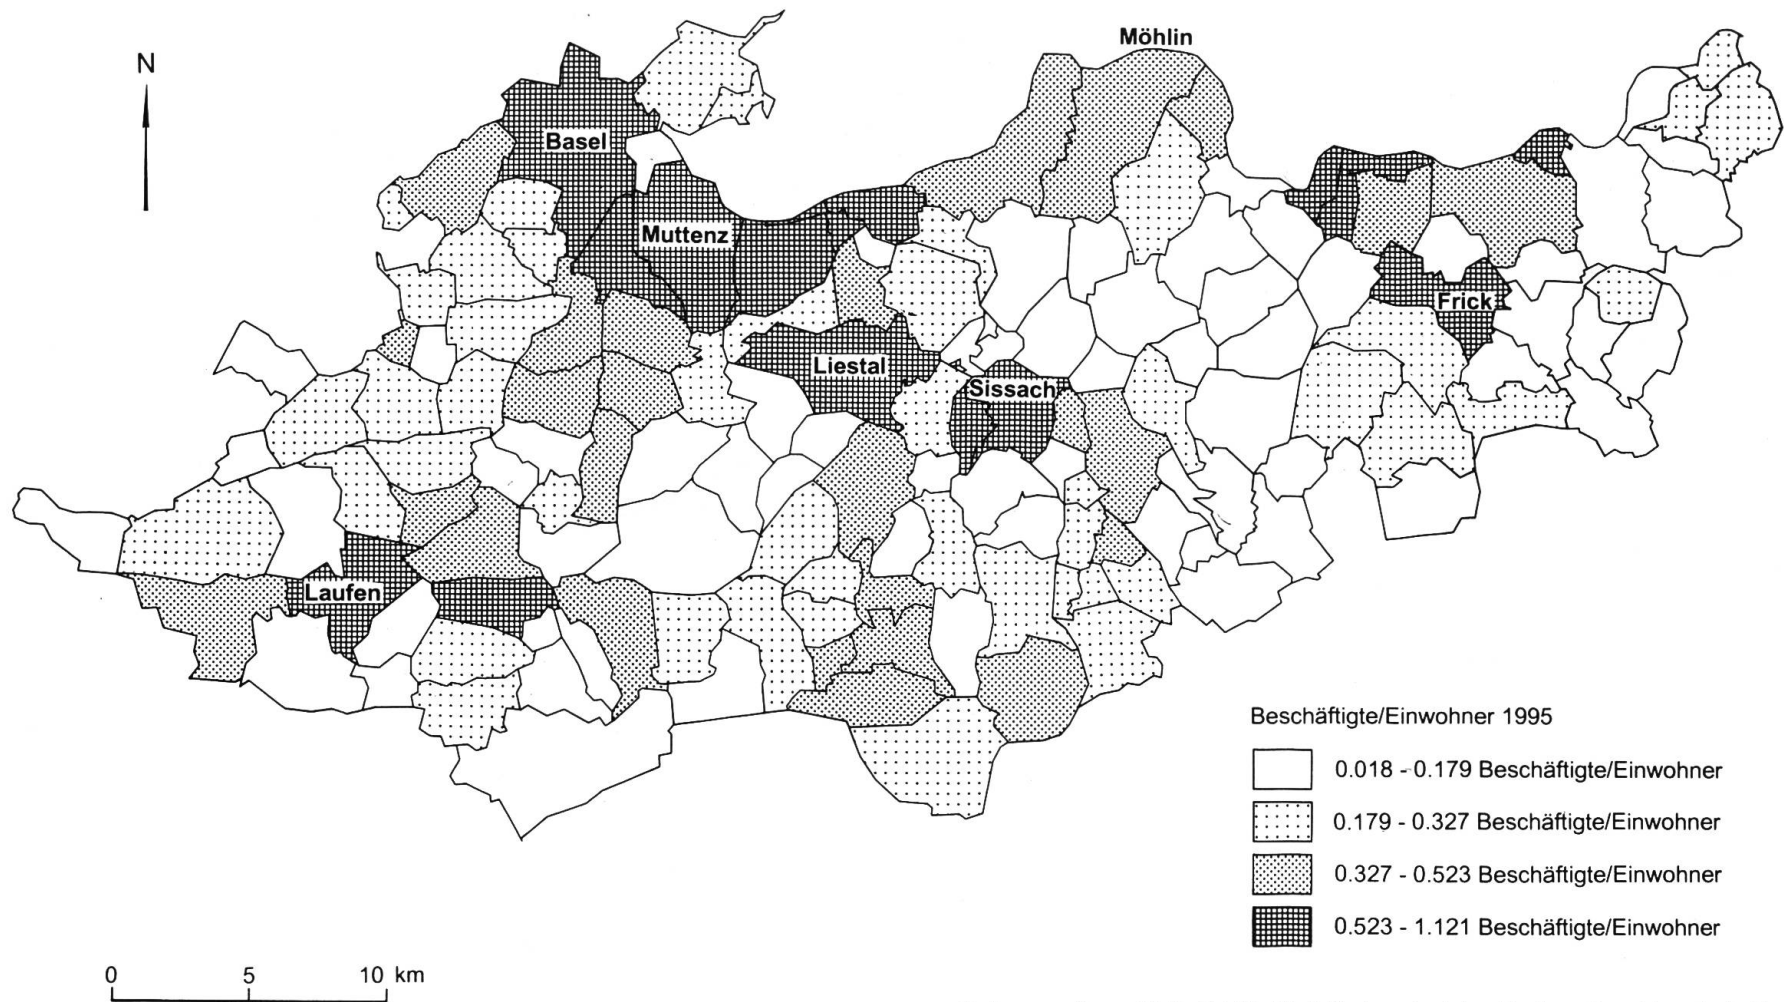 Möhlin
N
Basel
Muttenz
Frick
Liestal
Sissach
Laufen
Beschäftigte/Einwohner 1995
0.018 - 0.179 Beschäftigte/Einwohner
0.179 - 0.327 Beschäftigte/Einwohner
0.327 - 0.523 Beschäftigte/Einwohner
0.523 - 1.121 Beschäftigte/Einwohner
0 5 10 km